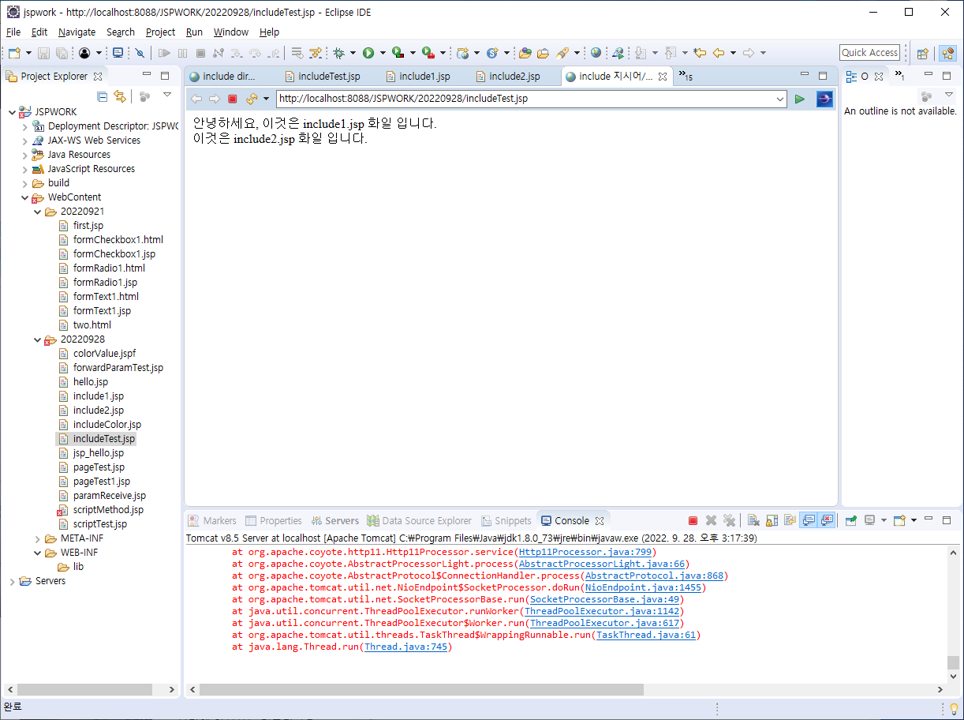 jspwork - http://localhost:8088/JSPWORK/20220928/includeTest.jsp - Eclipse IDE
File Edit Navigate Search Project Run Window Help
Quick Access
Project Explorer
include dir...
includeTest.jsp
include1.jsp
include2.jsp
include 지시어/...
15
O
1
http://localhost:8088/JSPWORK/20220928/includeTest.jsp
An outline is not available.
안녕하세요, 이것은 include1.jsp 화일 입니다.
이것은 include2.jsp 화일 입니다.
JSPWORK
Deployment Descriptor: JSPWO
JAX-WS Web Services
Java Resources
JavaScript Resources
build
WebContent
20220921
first.jsp
formCheckbox1.html
formCheckbox1.jsp
formRadio1.html
formRadio1.jsp
formText1.html
formText1.jsp
two.html
20220928
colorValue.jspf
forwardParamTest.jsp
hello.jsp
include1.jsp
include2.jsp
includeColor.jsp
includeTest.jsp
jsp_hello.jsp
pageTest.jsp
pageTest1.jsp
paramReceive.jsp
scriptMethod.jsp
scriptTest.jsp
META-INF
WEB-INF
lib
Servers
Markers Properties Servers Data Source Explorer Snippets Console
Tomcat v8.5 Server at localhost [Apache Tomcat] C:₩Program Files₩Java₩jdk1.8.0_73₩jre₩bin₩javaw.exe (2022. 9. 28. 오후 3:17:39)
at org.apache.coyote.http11.Http11Processor.service(Http11Processor.java:799)
at org.apache.coyote.AbstractProcessorLight.process(AbstractProcessorLight.java:66)
at org.apache.coyote.AbstractProtocol$ConnectionHandler.process(AbstractProtocol.java:868)
at org.apache.tomcat.util.net.NioEndpoint$SocketProcessor.doRun(NioEndpoint.java:1455)
at org.apache.tomcat.util.net.SocketProcessorBase.run(SocketProcessorBase.java:49)
at java.util.concurrent.ThreadPoolExecutor.runWorker(ThreadPoolExecutor.java:1142)
at java.util.concurrent.ThreadPoolExecutor$Worker.run(ThreadPoolExecutor.java:617)
at org.apache.tomcat.util.threads.TaskThread$WrappingRunnable.run(TaskThread.java:61)
at java.lang.Thread.run(Thread.java:745)
완료